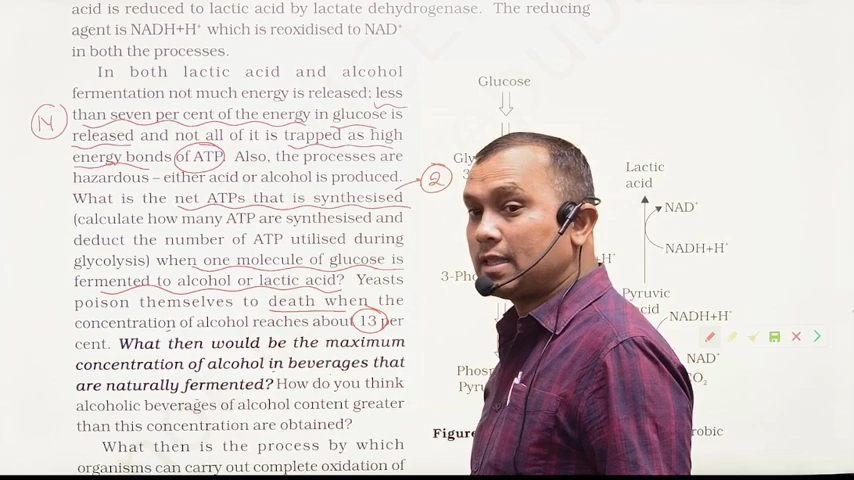 acid is reduced to lactic acid by lactate dehydrogenase. The reducing
agent is NADH+H⁺ which is reoxidised to NAD⁺
in both the processes.
In both lactic acid and alcohol
fermentation not much energy is released; less
than seven per cent of the energy in glucose is
released and not all of it is trapped as high
energy bonds of ATP. Also, the processes are
hazardous – either acid or alcohol is produced.
What is the net ATPs that is synthesised
(calculate how many ATP are synthesised and
deduct the number of ATP utilised during
glycolysis) when one molecule of glucose is
fermented to alcohol or lactic acid? Yeasts
poison themselves to death when the
concentration of alcohol reaches about 13 per
cent. What then would be the maximum
concentration of alcohol in beverages that
are naturally fermented? How do you think
alcoholic beverages of alcohol content greater
than this concentration are obtained?
What then is the process by which
organisms can carry out complete oxidation of
2
Glucose
Gly
3-Pho
Phosp
Pyru
Lactic
acid
NAD⁺
NADH+H⁺
Pyruvic
acid
NADH+H⁺
NAD⁺
Figure
robic